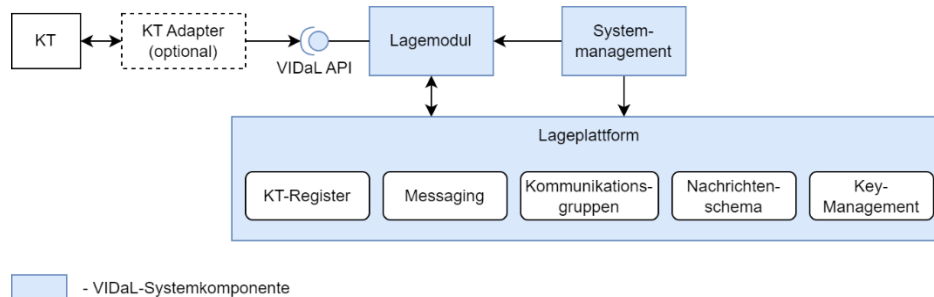 KT
KT Adapter
(optional)
VIDaL API
Lagemodul
System-
management
Lageplattform
KT-Register
Messaging
Kommunikations-
gruppen
Nachrichten-
schema
Key-
Management
- VIDaL-Systemkomponente